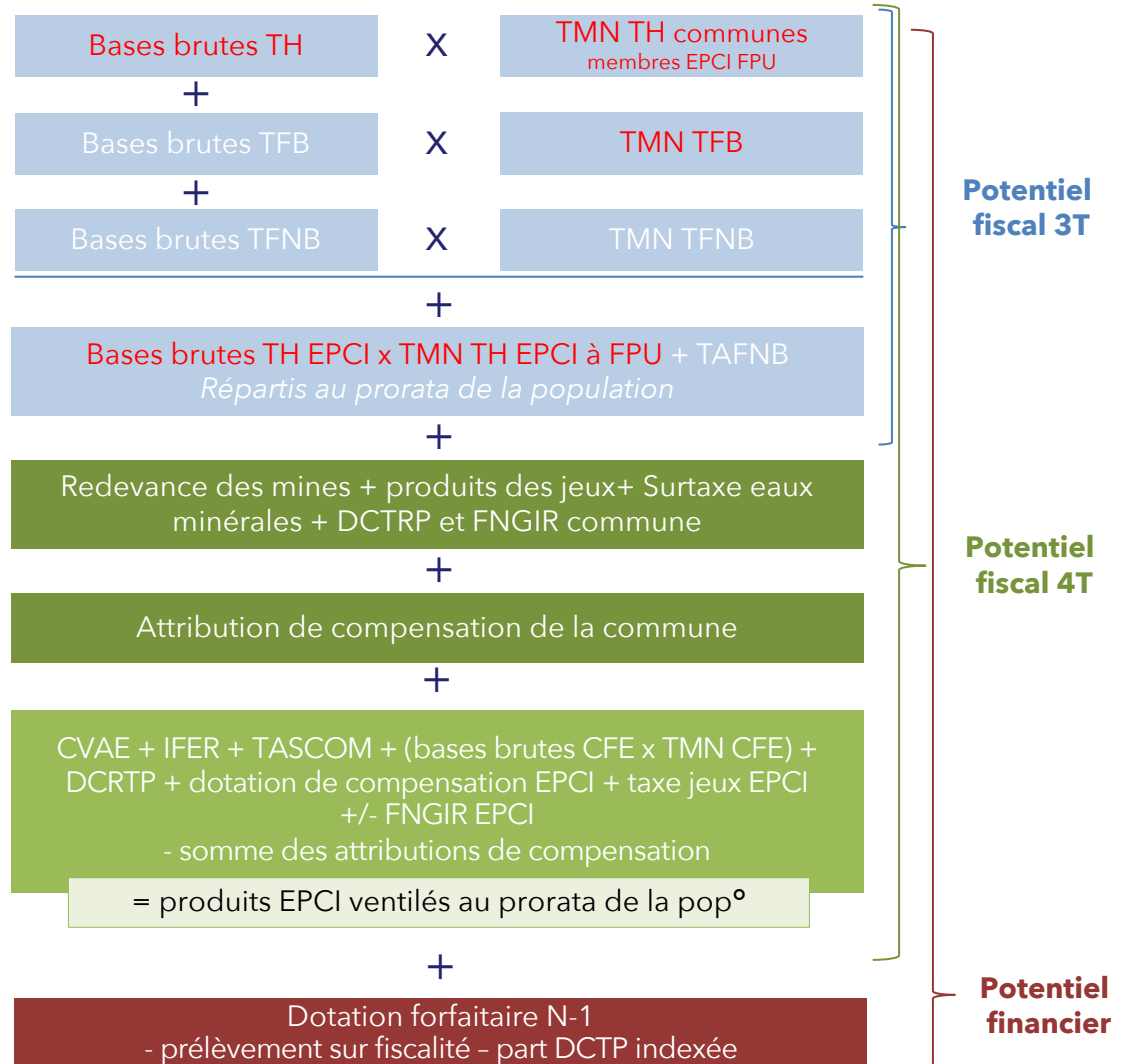 Bases brutes TH
X
TMN TH communes
membres EPCI FPU
+
Bases brutes TFB
X
TMN TFB
+
Bases brutes TFNB
X
TMN TFNB
Potentiel
fiscal 3T
+
Bases brutes TH EPCI x TMN TH EPCI à FPU + TAFNB
Répartis au prorata de la population
+
Redevance des mines + produits des jeux+ Surtaxe eaux
minérales + DCTRP et FNGIR commune
+
Potentiel
fiscal 4T
Attribution de compensation de la commune
+
CVAE + IFER + TASCOM + (bases brutes CFE x TMN CFE) +
DCRTP + dotation de compensation EPCI + taxe jeux EPCI
+/- FNGIR EPCI
- somme des attributions de compensation
= produits EPCI ventilés au prorata de la pop°
+
Dotation forfaitaire N-1
- prélèvement sur fiscalité – part DCTP indexée
Potentiel
financier